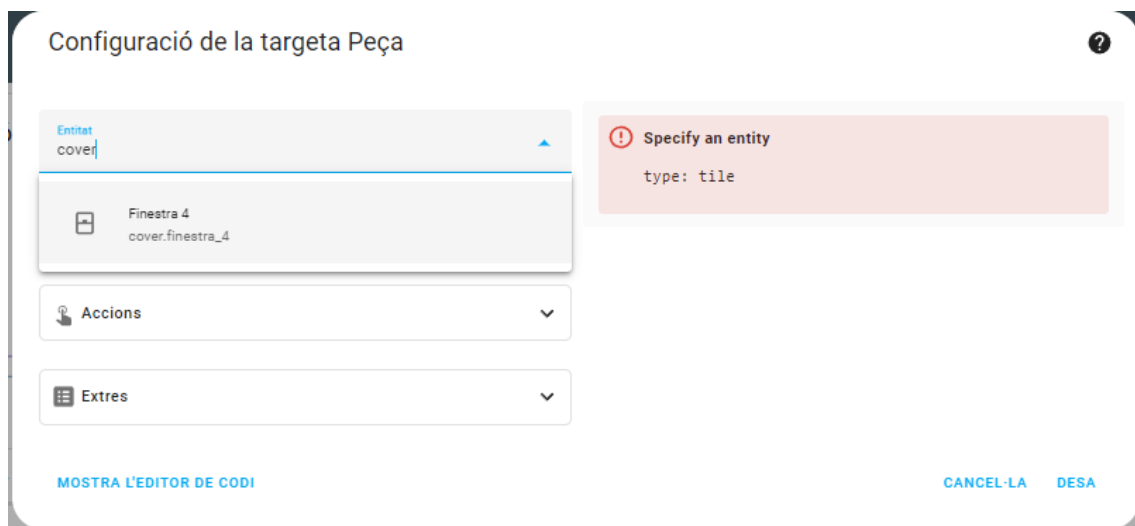 Configuració de la targeta Peça
Entitat
cover
Finestra 4
cover.finestra_4
Accions
Extres
MOSTRA L'EDITOR DE CODI
Specify an entity
type: tile
CANCEL·LA
DESA